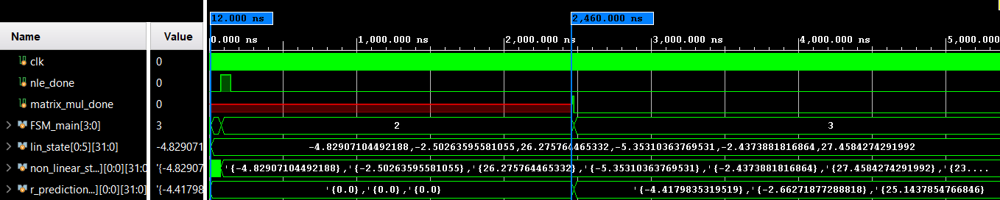 12.000 ns 2,460.000 ns
Name Value 0.000 ns 1,000.000 ns 2,000.000 ns 3,000.000 ns 4,000.000 ns 5,000.000
clk 0
nle_done 0
matrix_mul_done 0
FSM_main[3:0] 3 2 3
lin_state[0:5][31:0] -4.829071 -4.82907104492188,-2.50263595581055,26.275764465332,-5.35310363769531,-2.4373881816864,27.4584274291992
non_linear_st...][0:0][31:0] '{-4.82907 '{-4.82907104492188},'{-2.50263595581055},'{26.275764465332},'{-5.35310363769531},'{-2.4373881816864},'{27.4584274291992},'{23....
r_prediction...][0:0][31:0] '{-4.41798 '{0.0},'{0.0},'{0.0} '{-4.4179835319519},'{-2.66271877288818},'{25.1437854766846}